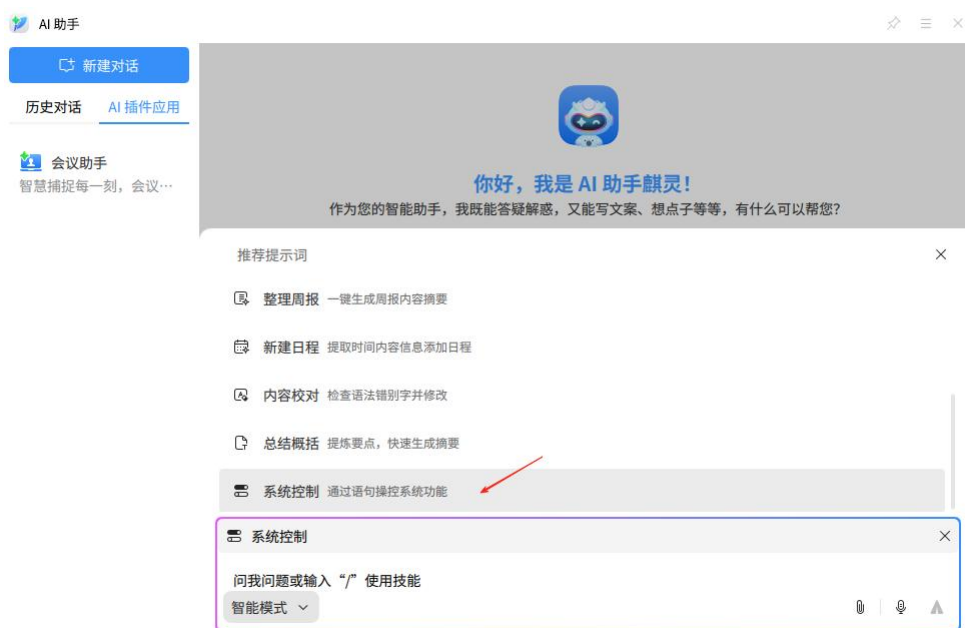 AI 助手
新建对话
历史对话 AI 插件应用
会议助手
智慧捕捉每一刻，会议…
你好，我是 AI 助手麒灵！
作为您的智能助手，我既能答疑解惑，又能写文案、想点子等等，有什么可以帮您？
推荐提示词
整理周报 一键生成周报内容摘要
新建日程 提取时间内容信息添加日程
内容校对 检查语法错别字并修改
总结概括 提炼要点，快速生成摘要
系统控制 通过语句操控系统功能
系统控制
问我问题或输入“/”使用技能
智能模式